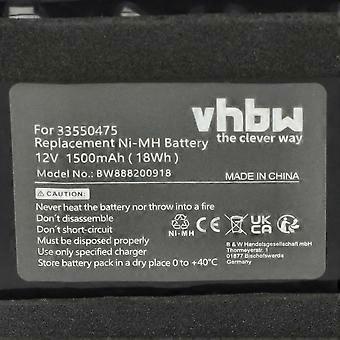 vhbw
the clever way
For 33550475
Replacement Ni-MH Battery
12V 1500mAh ( 18Wh )
Model No.: BW888200918
MADE IN CHINA
CAUTION:
Never heat the battery nor throw into a fire
Don´t disassemble
Don´t short-circuit
Must be disposed properly
Use only specified charger
Store battery pack in a dry place 0 to +40°C
Ni-MH
UK CA
CE
B & W Handelsgesellschaft mbH
Thormeyerstr. 1
01877 Bischofswerda
Germany